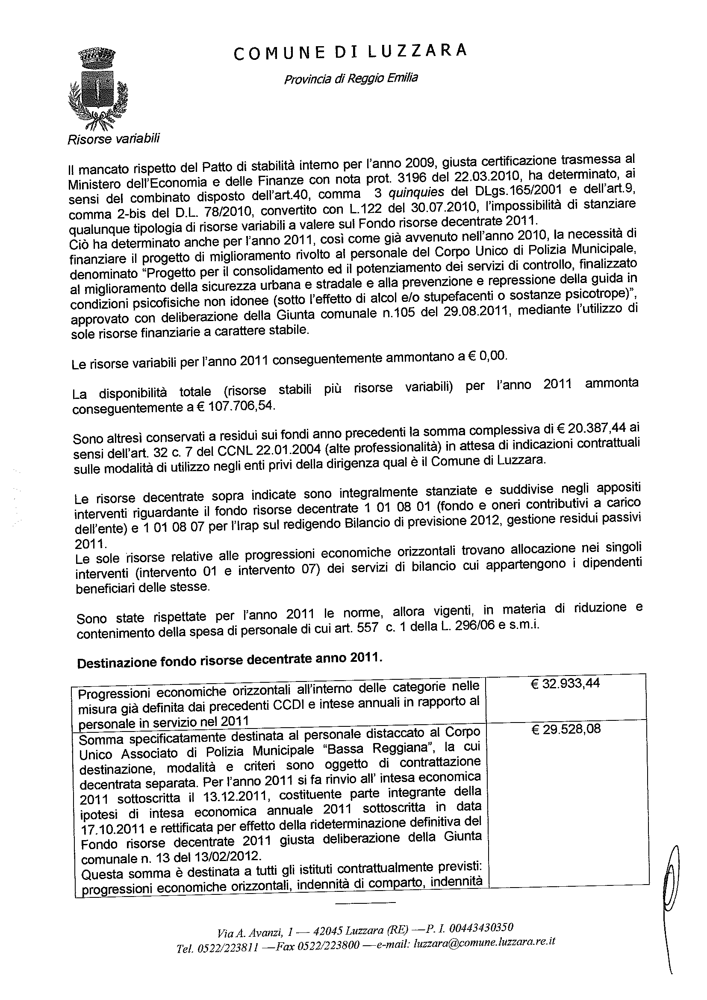 COMUNE DI LUZZARA
Provincia di Reggio Emilia
Risorse variabili
Il mancato rispetto del Patto di stabilità interno per l'anno 2009, giusta certificazione trasmessa al
Ministero dell'Economia e delle Finanze con nota prot. 3196 del 22.03.2010, ha determinato, ai
sensi del combinato disposto dell'art.40, comma 3 quinquies del DLgs.165/2001 e dell'art.9,
comma 2-bis del D.L. 78/2010, convertito con L.122 del 30.07.2010, l'impossibilità di stanziare
qualunque tipologia di risorse variabili a valere sul Fondo risorse decentrate 2011.
Ciò ha determinato anche per l'anno 2011, così come già avvenuto nell'anno 2010, la necessità di
finanziare il progetto di miglioramento rivolto al personale del Corpo Unico di Polizia Municipale,
denominato "Progetto per il consolidamento ed il potenziamento dei servizi di controllo, finalizzato
al miglioramento della sicurezza urbana e stradale e alla prevenzione e repressione della guida in
condizioni psicofisiche non idonee (sotto l'effetto di alcol e/o stupefacenti o sostanze psicotrope)",
approvato con deliberazione della Giunta comunale n.105 del 29.08.2011, mediante l'utilizzo di
sole risorse finanziarie a carattere stabile.
Le risorse variabili per l'anno 2011 conseguentemente ammontano a € 0,00.
La disponibilità totale (risorse stabili più risorse variabili) per l'anno 2011 ammonta
conseguentemente a € 107.706,54.
Sono altresì conservati a residui sui fondi anno precedenti la somma complessiva di € 20.387,44 ai
sensi dell'art. 32 c. 7 del CCNL 22.01.2004 (alte professionalità) in attesa di indicazioni contrattuali
sulle modalità di utilizzo negli enti privi della dirigenza qual è il Comune di Luzzara.
Le risorse decentrate sopra indicate sono integralmente stanziate e suddivise negli appositi
interventi riguardante il fondo risorse decentrate 1 01 08 01 (fondo e oneri contributivi a carico
dell'ente) e 1 01 08 07 per l'Irap sul redigendo Bilancio di previsione 2012, gestione residui passivi
2011.
Le sole risorse relative alle progressioni economiche orizzontali trovano allocazione nei singoli
interventi (intervento 01 e intervento 07) dei servizi di bilancio cui appartengono i dipendenti
beneficiari delle stesse.
Sono state rispettate per l'anno 2011 le norme, allora vigenti, in materia di riduzione e
contenimento della spesa di personale di cui art. 557 c. 1 della L. 296/06 e s.m.i.
Destinazione fondo risorse decentrate anno 2011.
Progressioni economiche orizzontali all'interno delle categorie nelle € 32.933,44
misura già definita dai precedenti CCDI e intese annuali in rapporto al
personale in servizio nel 2011
Somma specificatamente destinata al personale distaccato al Corpo € 29.528,08
Unico Associato di Polizia Municipale "Bassa Reggiana", la cui
destinazione, modalità e criteri sono oggetto di contrattazione
decentrata separata. Per l'anno 2011 si fa rinvio all' intesa economica
2011 sottoscritta il 13.12.2011, costituente parte integrante della
ipotesi di intesa economica annuale 2011 sottoscritta in data
17.10.2011 e rettificata per effetto della rideterminazione definitiva del
Fondo risorse decentrate 2011 giusta deliberazione della Giunta
comunale n. 13 del 13/02/2012.
Questa somma è destinata a tutti gli istituti contrattualmente previsti:
progressioni economiche orizzontali, indennità di comparto, indennità
Via A. Avanzi, 1 — 42045 Luzzara (RE) —P. I. 00443430350
Tel. 0522/223811 —Fax 0522/223800 —e-mail: luzzara@comune.luzzara.re.it